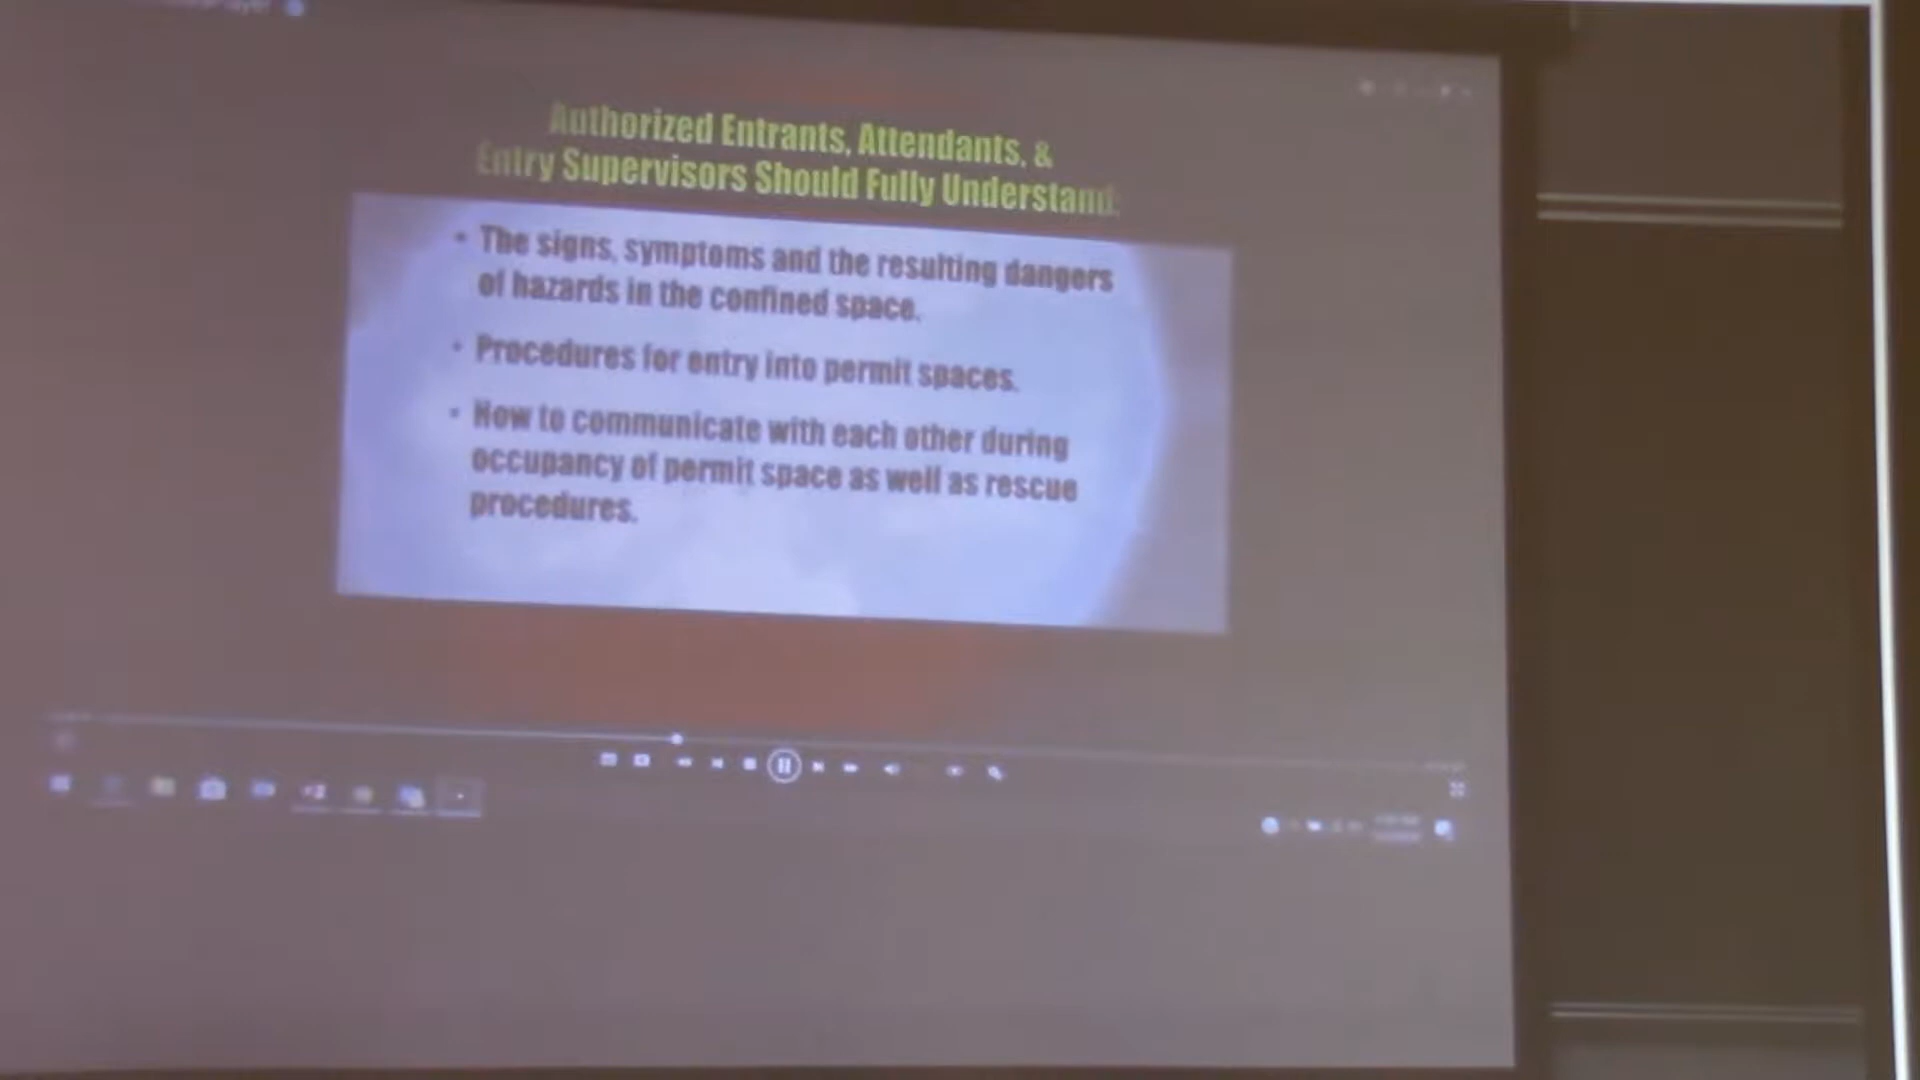 Authorized Entrants, Attendants, &
Entry Supervisors Should Fully Understand:
• The signs, symptoms and the resulting dangers
of hazards in the confined space.
• Procedures for entry into permit spaces.
• How to communicate with each other during
occupancy of permit space as well as rescue
procedures.